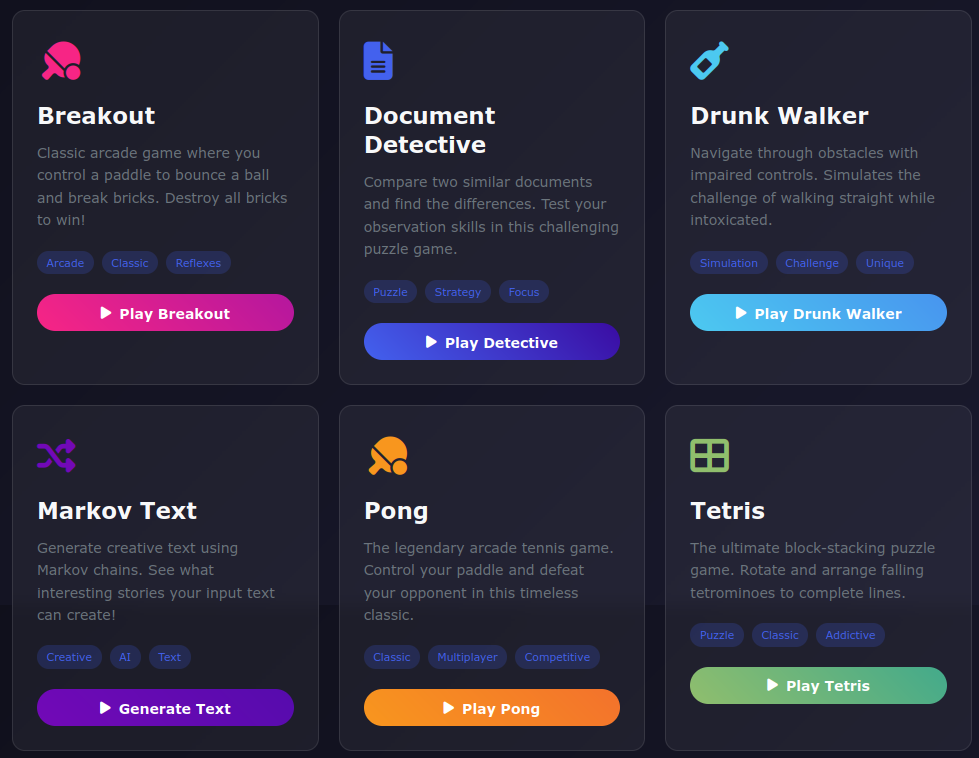 Breakout
Classic arcade game where you
control a paddle to bounce a ball
and break bricks. Destroy all bricks
to win!
Arcade Classic Reflexes
Play Breakout
Document
Detective
Compare two similar documents
and find the differences. Test your
observation skills in this challenging
puzzle game.
Puzzle Strategy Focus
Play Detective
Drunk Walker
Navigate through obstacles with
impaired controls. Simulates the
challenge of walking straight while
intoxicated.
Simulation Challenge Unique
Play Drunk Walker
Markov Text
Generate creative text using
Markov chains. See what
interesting stories your input text
can create!
Creative AI Text
Generate Text
Pong
The legendary arcade tennis game.
Control your paddle and defeat
your opponent in this timeless
classic.
Classic Multiplayer Competitive
Play Pong
Tetris
The ultimate block-stacking puzzle
game. Rotate and arrange falling
tetrominoes to complete lines.
Puzzle Classic Addictive
Play Tetris